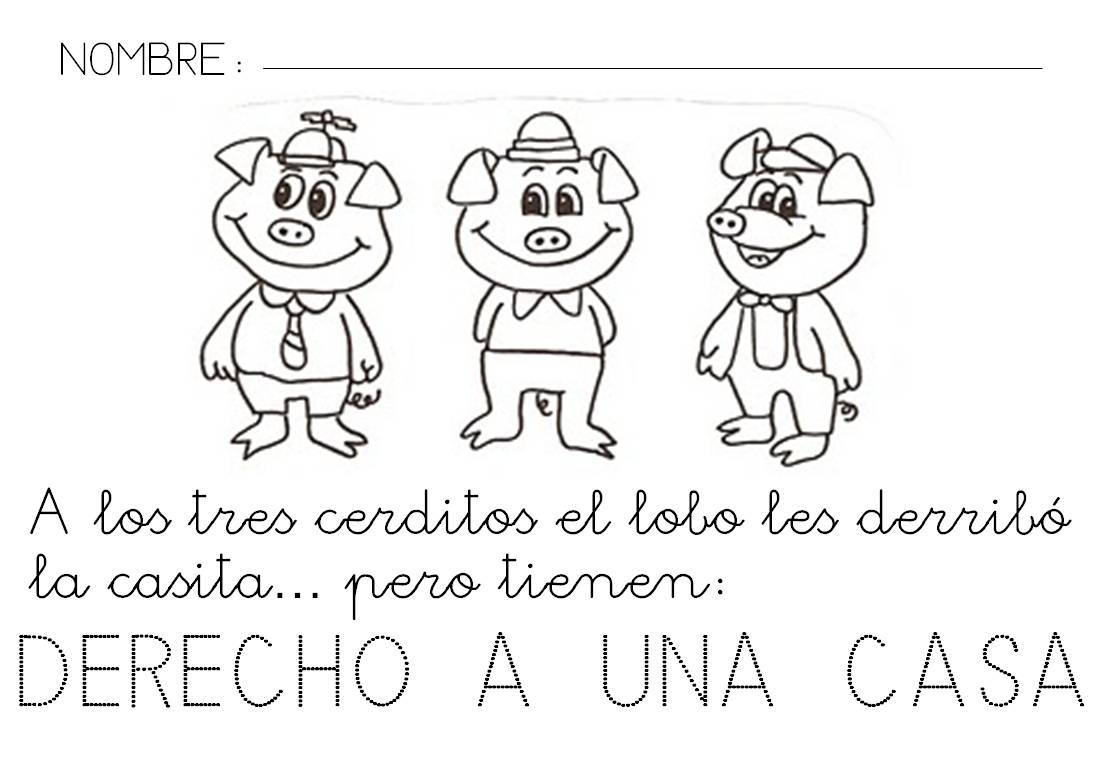 NOMBRE:
A los tres cerditos el lobo les derribó
la casita... pero tienen:
DERECHO A UNA CASA